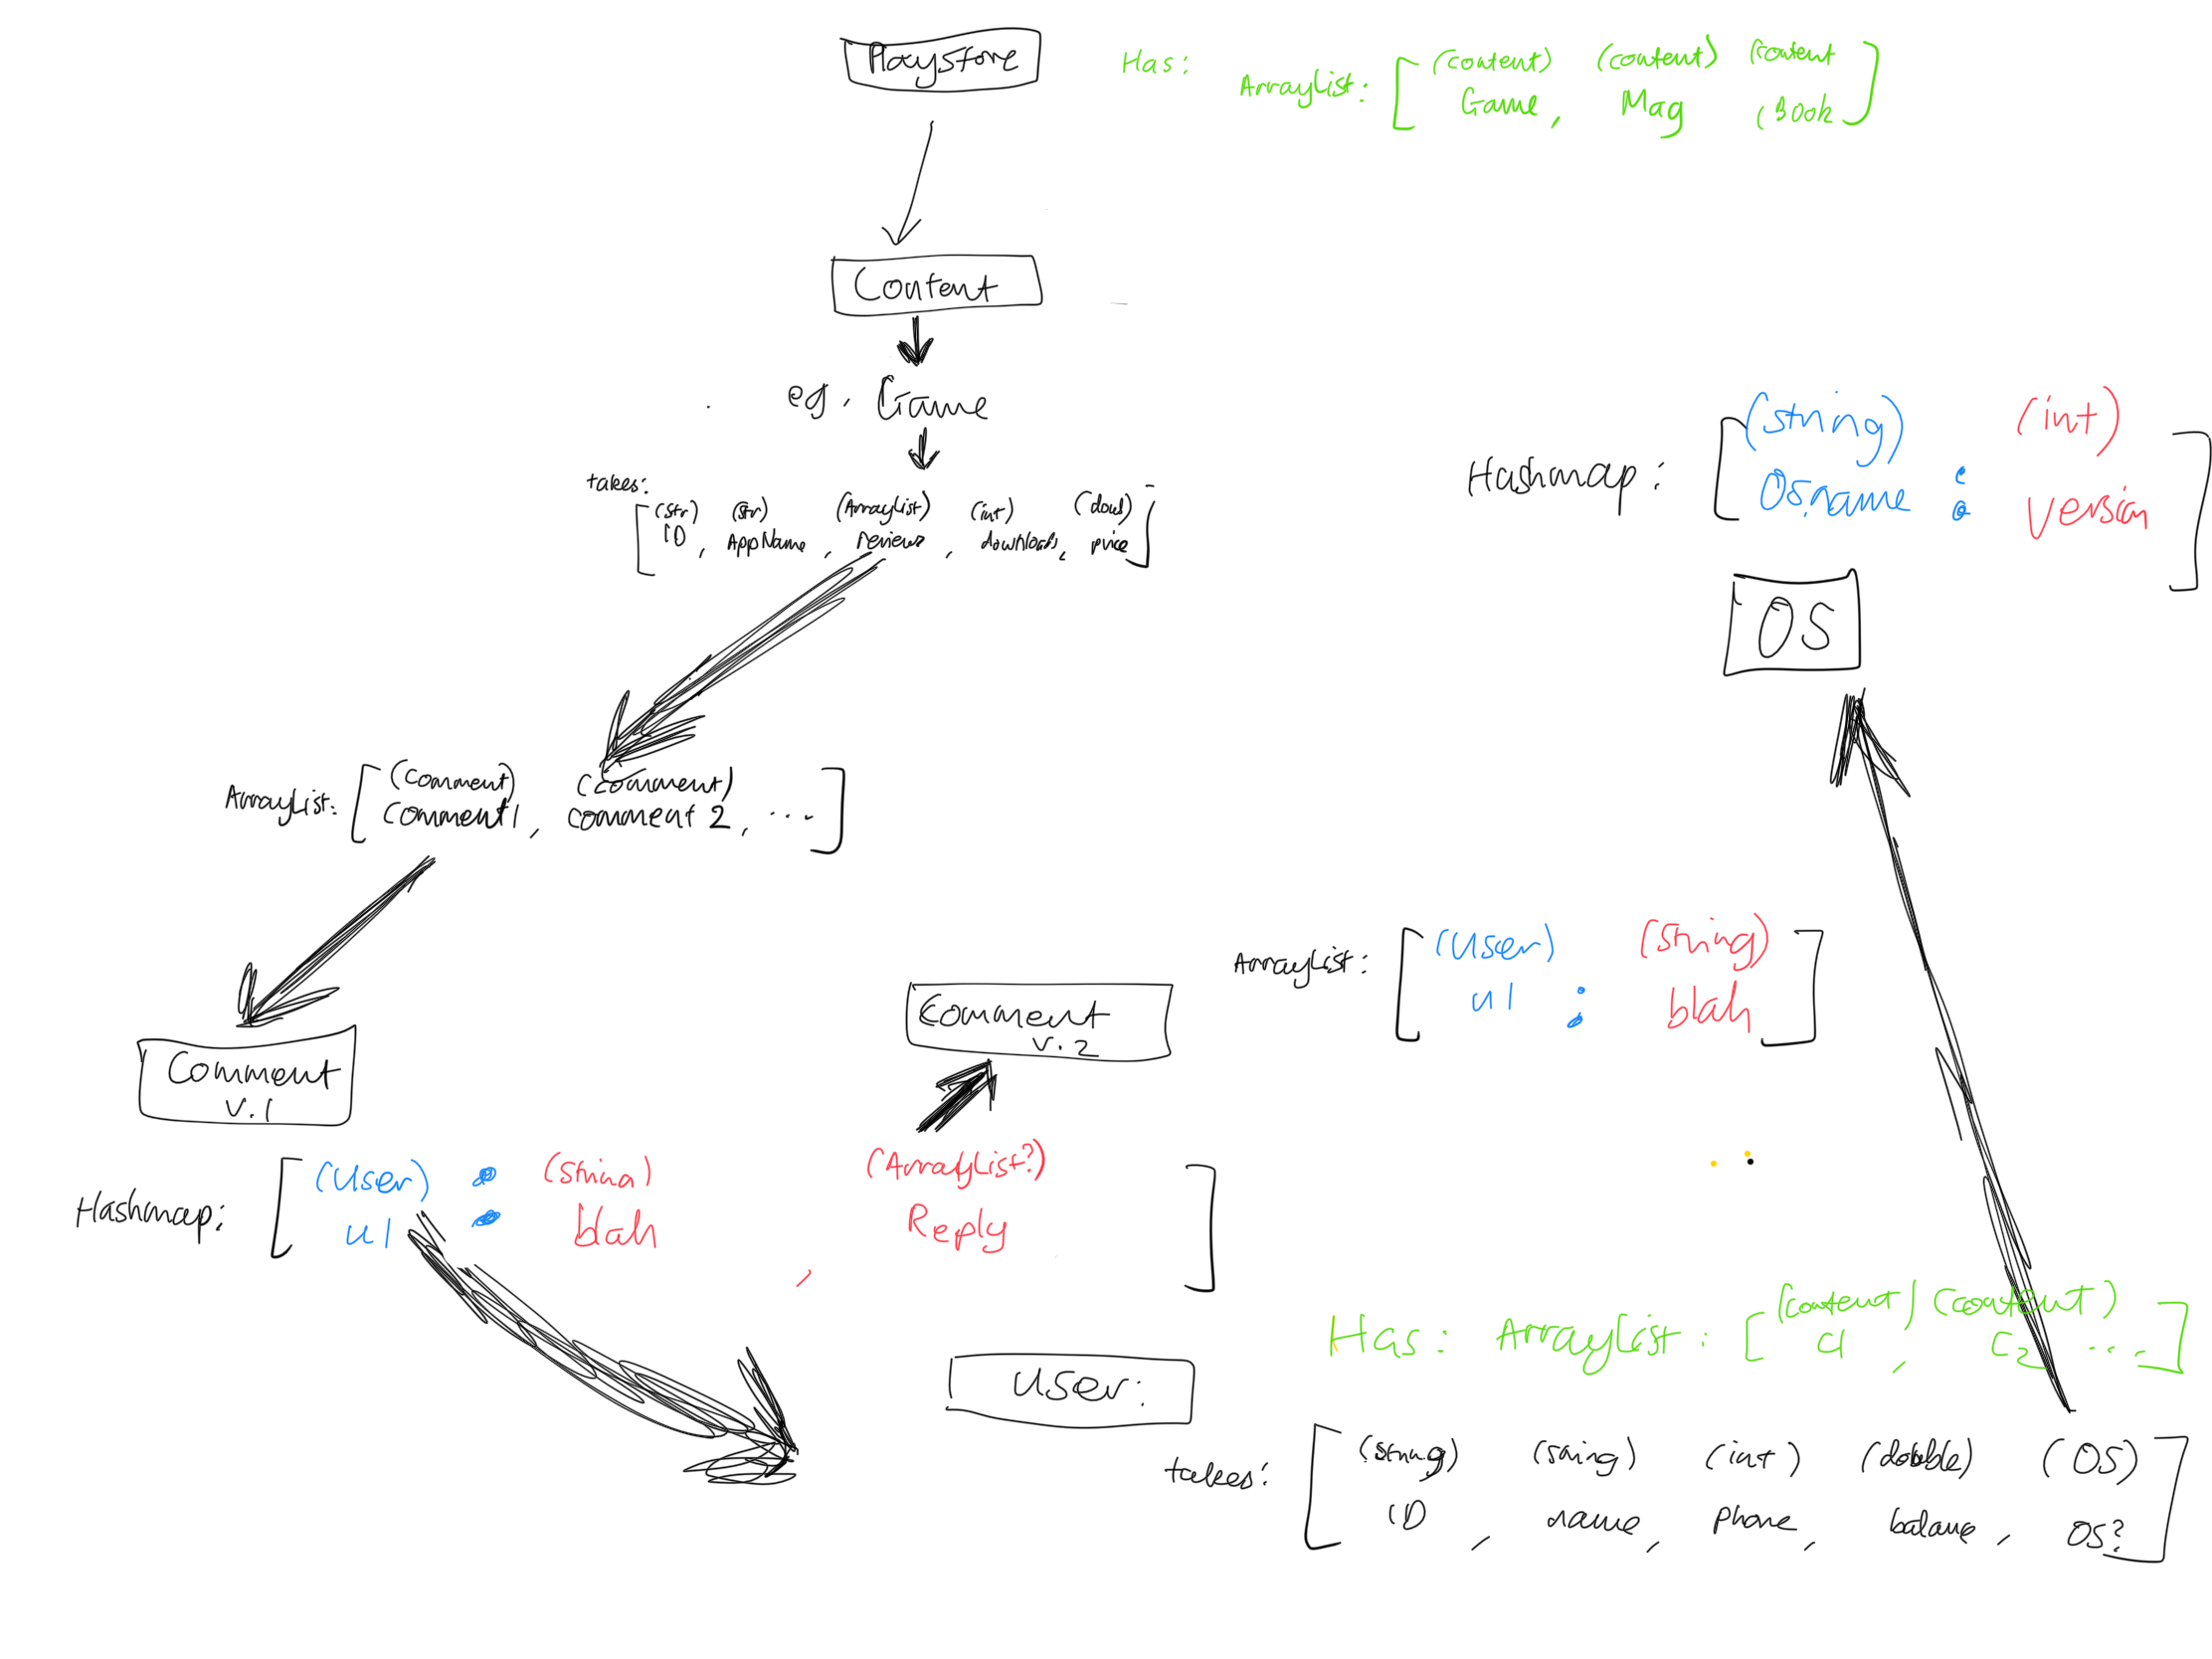 Playstore
Has:
ArrayList: [ (content) (content) (content
Game, Mag (Book ]
Content
eg. Game
takes:
[ (str) (str) (ArrayList) (int) (doul)
ID, AppName, reviews, downloads, price ]
Hashmap: [ (string) (int)
OS.name : version ]
OS
ArrayList: [ (comment) (comment)
comment1, comment 2, ... ]
Comment
v.1
Hashmap: [ (User) : (string) (ArrayList?)
u1 : blah, Reply ]
Comment
v.2
ArrayList: [ (User) (string)
u1 : blah ]
User:
Has: ArrayList: [ (content) (content)
c1, C2 ... ]
takes: [ (string) (string) (int) (double) (OS)
ID, name, phone, balance, OS? ]